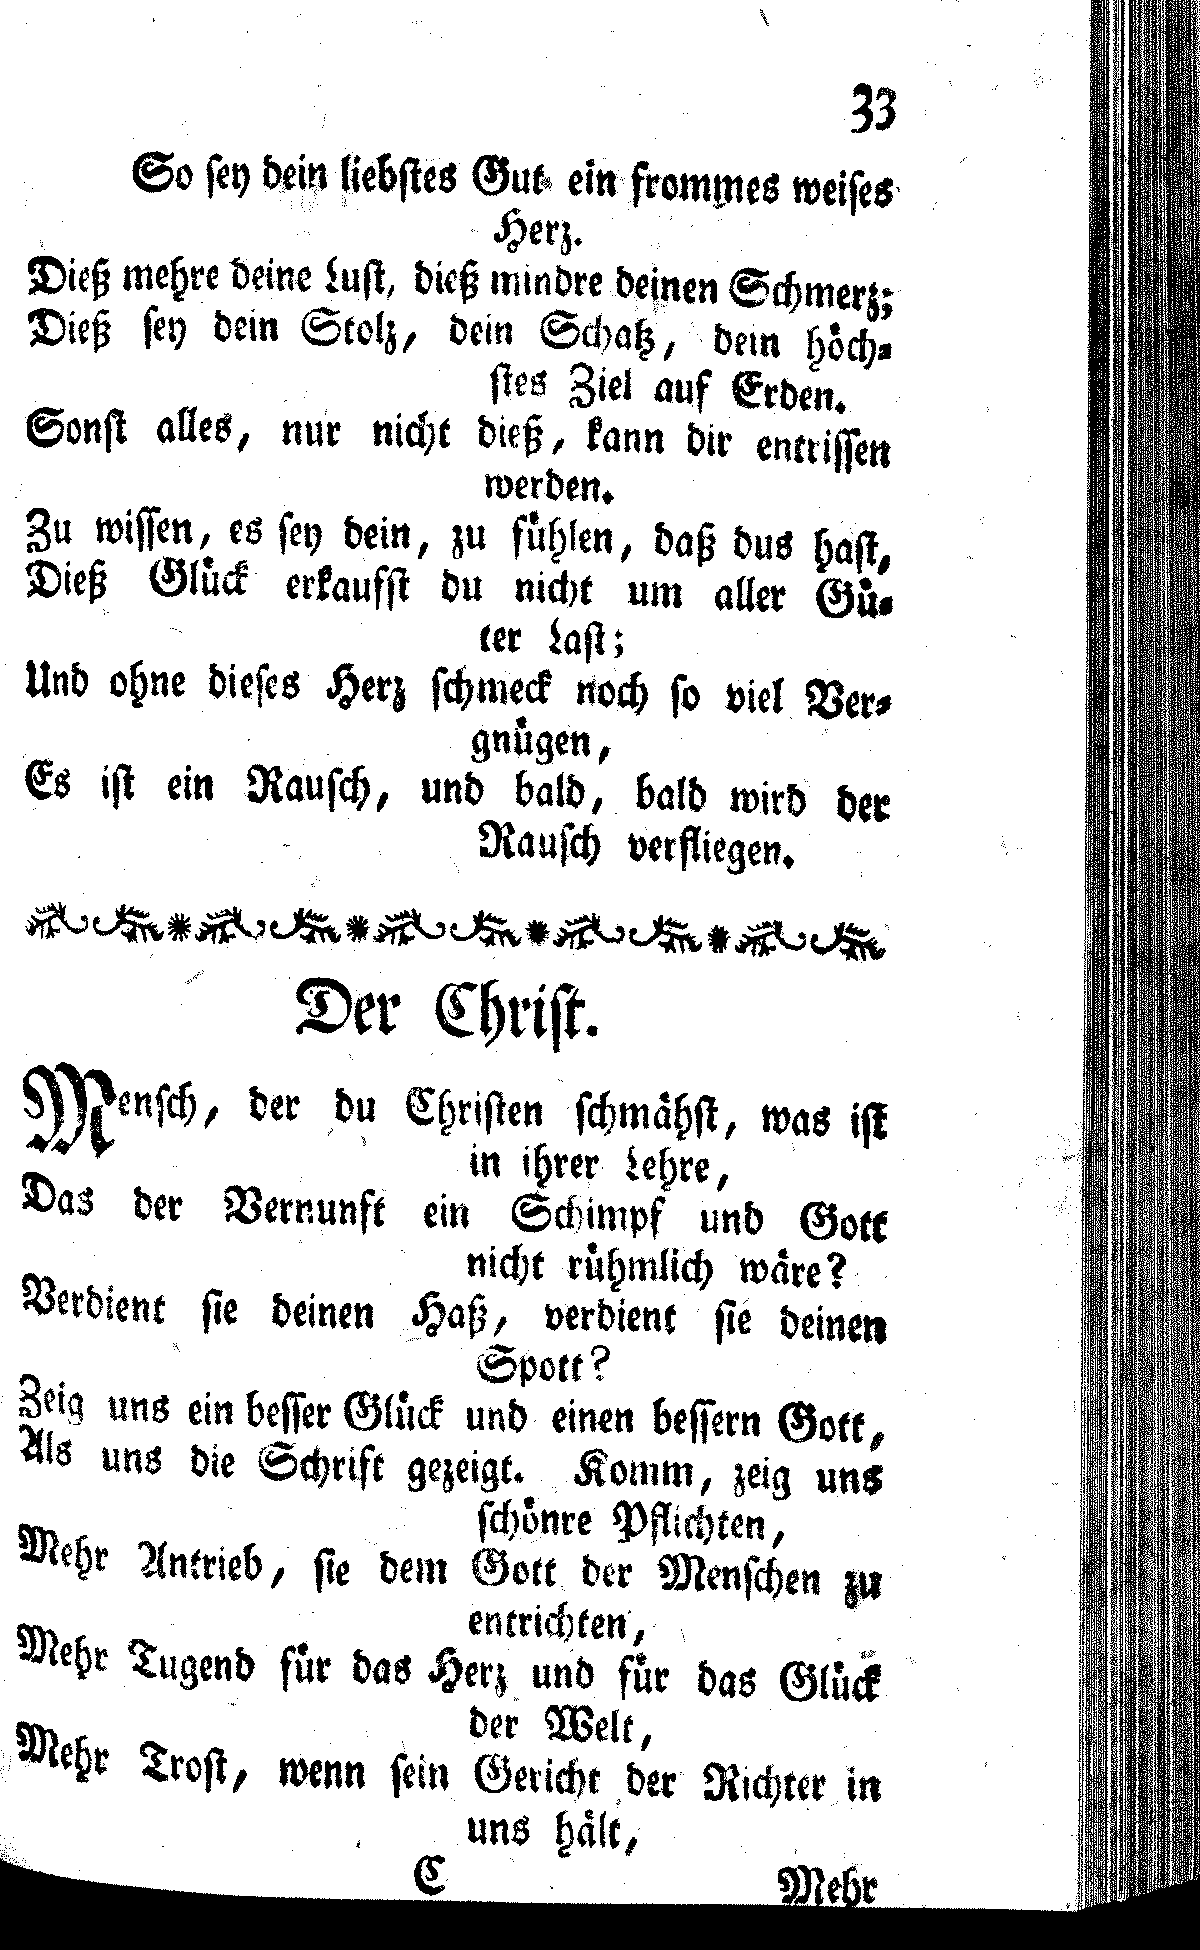 33
So sey dein liebstes Gut ein frommes weises
Herz.
Dieß mehre deine Lust, dieß mindre deinen Schmerz;
Dieß sey dein Stolz, dein Schatz, dein höch-
stes Ziel auf Erden.
Sonst alles, nur nicht dieß, kann dir entrissen
werden.
Zu wissen, es sey dein, zu fühlen, daß dus hast,
Dieß Glück erkaufst du nicht um aller Gü-
ter Last;
Und ohne dieses Herz schmeck noch so viel Ver-
gnügen,
Es ist ein Rausch, und bald, bald wird der
Rausch verfliegen.
Der Christ.
Mensch, der du Christen schmähst, was ist
in ihrer Lehre,
Das der Vernunft ein Schimpf und Gott
nicht rühmlich wäre?
Verdient sie deinen Haß, verdient sie deinen
Spott?
Zeig uns ein besser Glück und einen bessern Gott,
Als uns die Schrift gezeigt. Komm, zeig uns
schönre Pflichten,
Mehr Antrieb, sie dem Gott der Menschen zu
entrichten,
Mehr Tugend für das Herz und für das Glück
der Welt,
Mehr Trost, wenn sein Gericht der Richter in
uns hält,
C
Mehr